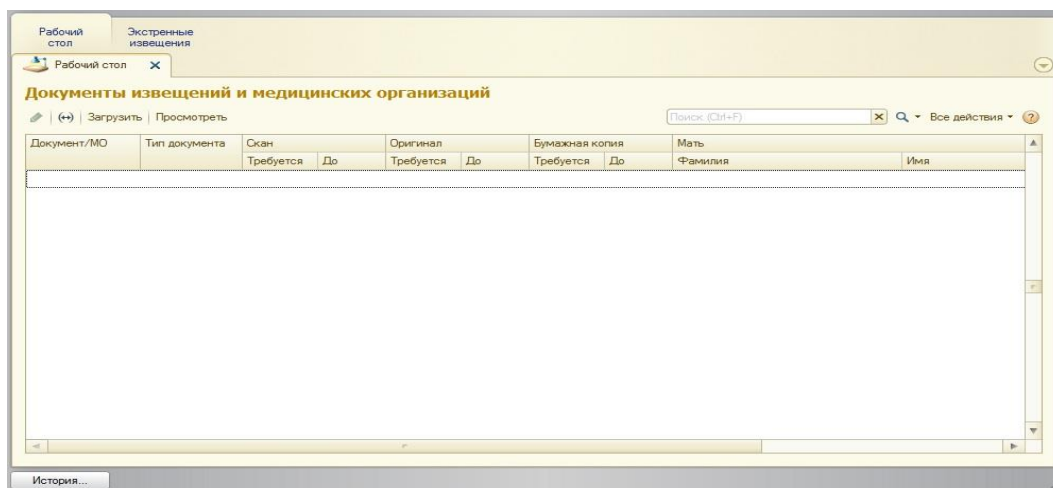 Рабочий Экстренные
стол извещения
Рабочий стол
Документы извещений и медицинских организаций
Загрузить Просмотреть Поиск (Ctrl+F) Все действия
Документ/МО Тип документа Скан Оригинал Бумажная копия Мать
Требуется До Требуется До Требуется До Фамилия Имя
История...